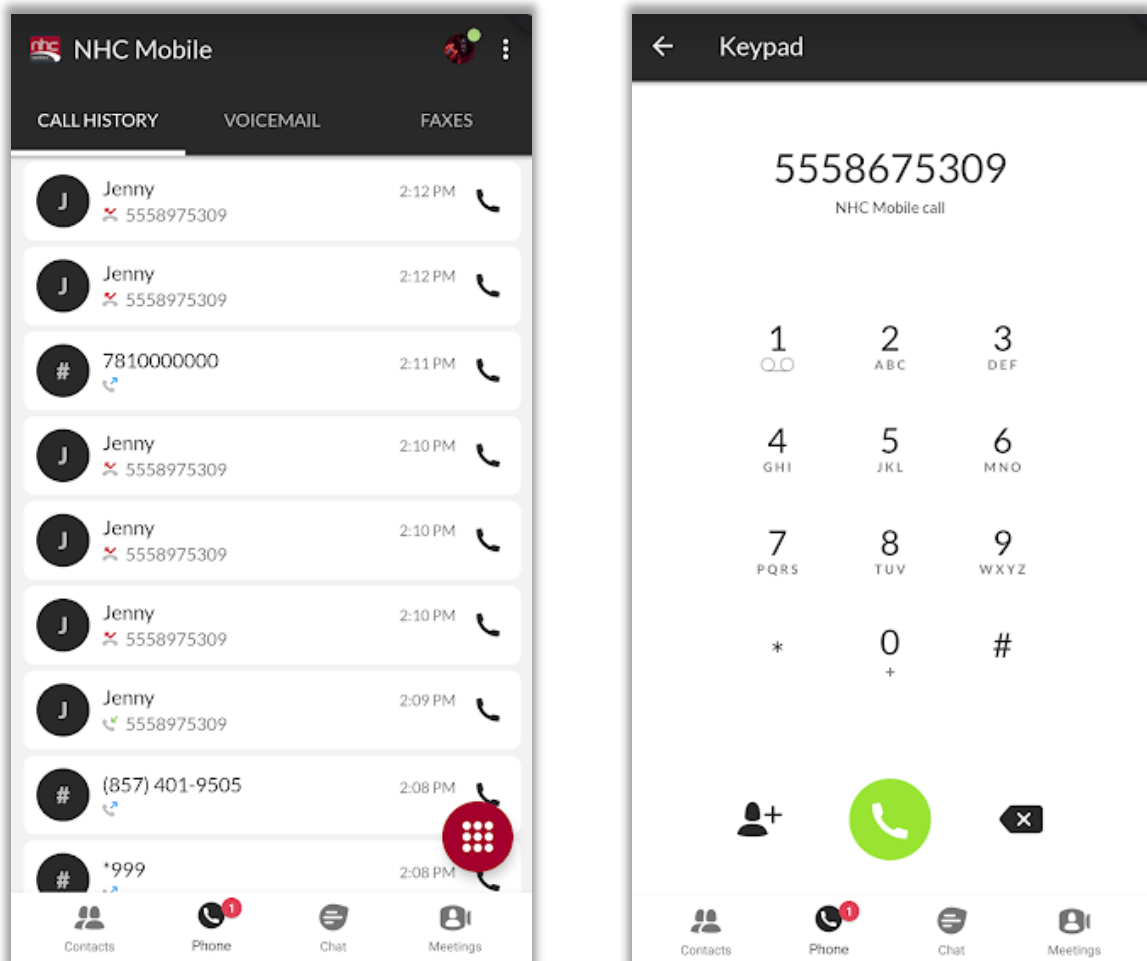 nhc NHC Mobile
CALL HISTORY VOICEMAIL FAXES
J Jenny 2:12 PM
5558975309
J Jenny 2:12 PM
5558975309
# 7810000000 2:11 PM
J Jenny 2:10 PM
5558975309
J Jenny 2:10 PM
5558975309
J Jenny 2:10 PM
5558975309
J Jenny 2:09 PM
5558975309
# (857) 401-9505 2:08 PM
# *999 2:08 PM
1
Contacts Phone Chat Meetings
Keypad
5558675309
NHC Mobile call
1 2 3
ABC DEF
4 5 6
GHI JKL MNO
7 8 9
PQRS TUV WXYZ
* 0 #
+
1
Contacts Phone Chat Meetings